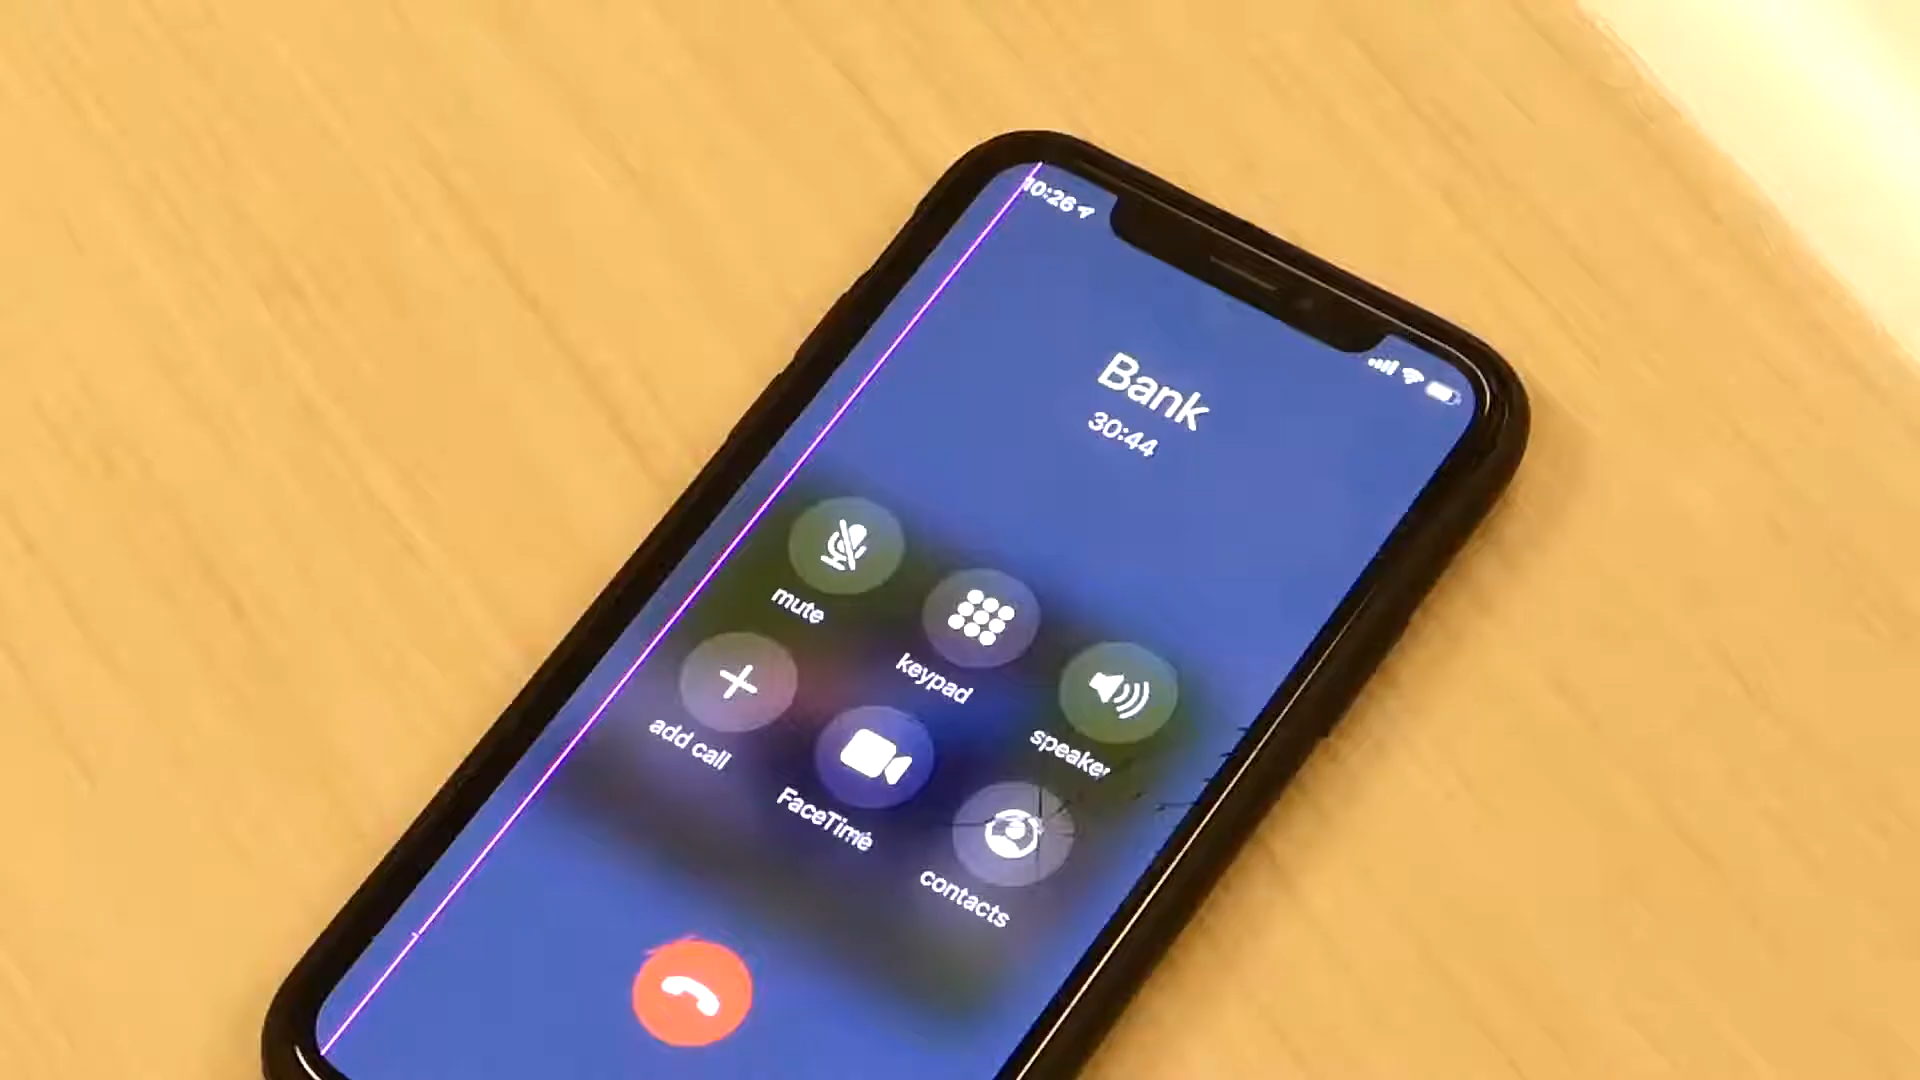 10:26
Bank
30:44
mute
keypad
speaker
add call
FaceTime
contacts